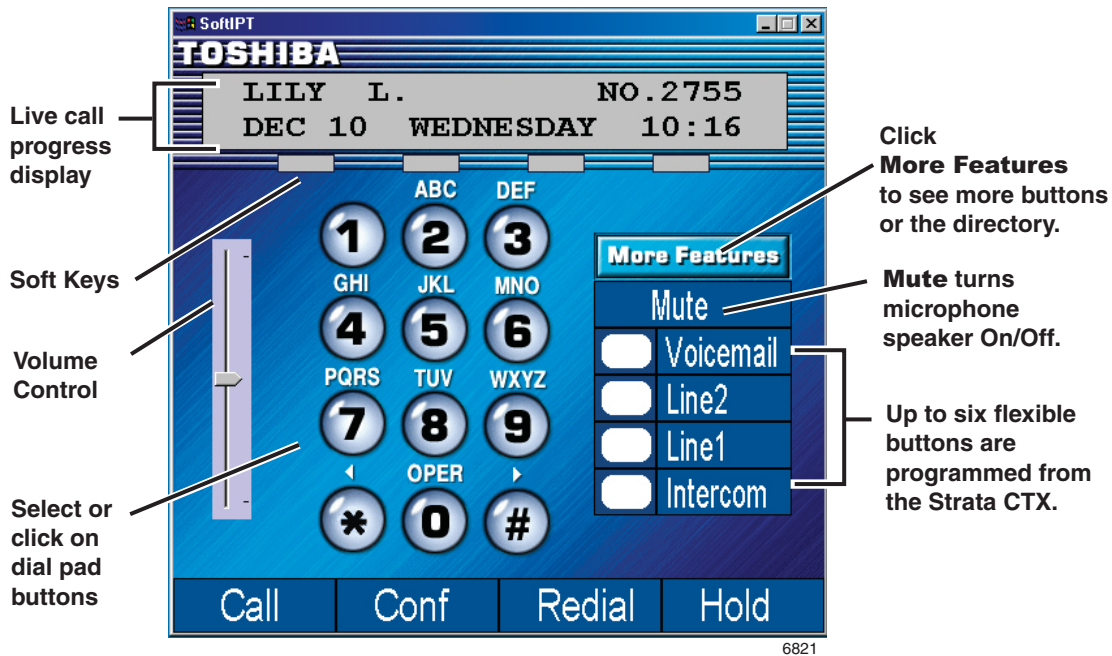 SoftIPT
TOSHIBA
LILY L. NO.2755
DEC 10 WEDNESDAY 10:16
Live call
progress
display
Soft Keys
Volume
Control
Select or
click on
dial pad
buttons
ABC DEF
1 2 3
GHI JKL MNO
4 5 6
PQRS TUV WXYZ
7 8 9
OPER
* 0 #
More Features
Mute
Voicemail
Line2
Line1
Intercom
Call Conf Redial Hold
Click
More Features
to see more buttons
or the directory.
Mute turns
microphone
speaker On/Off.
Up to six flexible
buttons are
programmed from
the Strata CTX.
6821